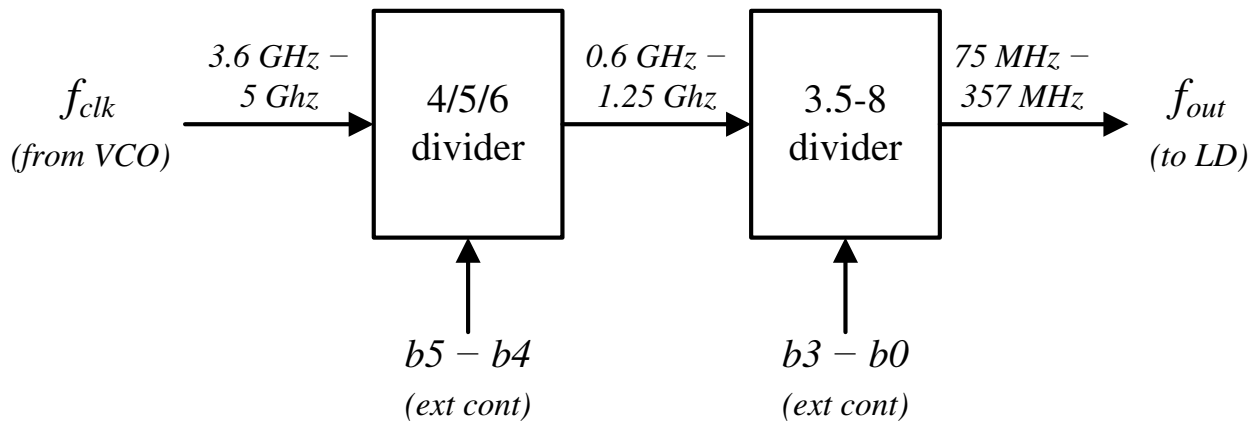 3.6 GHz −
5 Ghz
0.6 GHz −
1.25 Ghz
75 MHz −
357 MHz
f_clk
(from VCO)
4/5/6
divider
3.5-8
divider
f_out
(to LD)
b5 − b4
(ext cont)
b3 − b0
(ext cont)